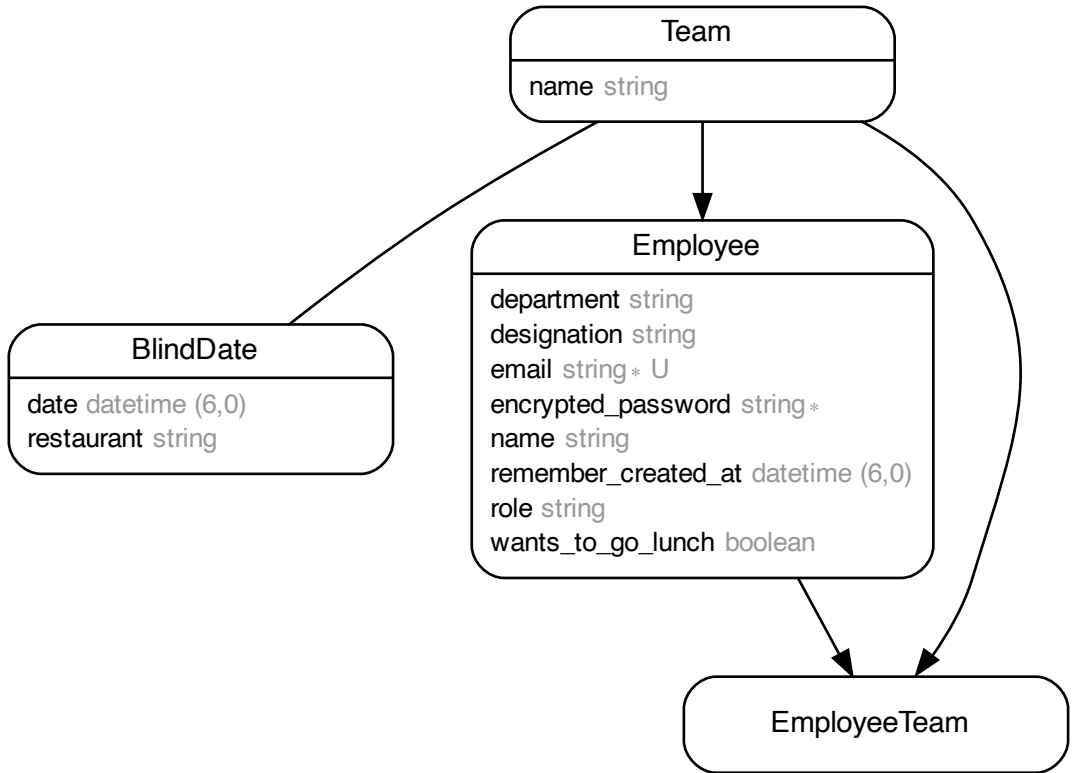 Team
name string
Employee
department string
designation string
email string∗ U
encrypted_password string∗
name string
remember_created_at datetime (6,0)
role string
wants_to_go_lunch boolean
BlindDate
date datetime (6,0)
restaurant string
EmployeeTeam